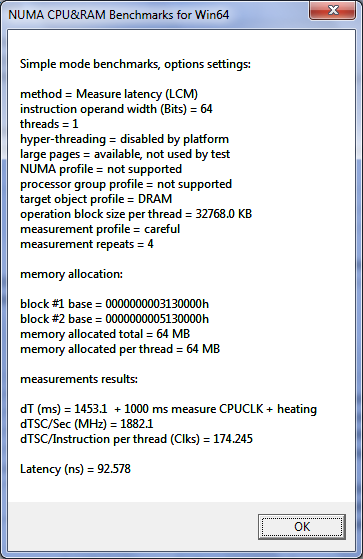 NUMA CPU&RAM Benchmarks for Win64
Simple mode benchmarks, options settings:
method = Measure latency (LCM)
instruction operand width (Bits) = 64
threads = 1
hyper-threading = disabled by platform
large pages = available, not used by test
NUMA profile = not supported
processor group profile = not supported
target object profile = DRAM
operation block size per thread = 32768.0 KB
measurement profile = careful
measurement repeats = 4
memory allocation:
block #1 base = 0000000003130000h
block #2 base = 0000000005130000h
memory allocated total = 64 MB
memory allocated per thread = 64 MB
measurements results:
dT (ms) = 1453.1  + 1000 ms measure CPUCLK + heating
dTSC/Sec (MHz) = 1882.1
dTSC/Instruction per thread (Clks) = 174.245
Latency (ns) = 92.578
OK